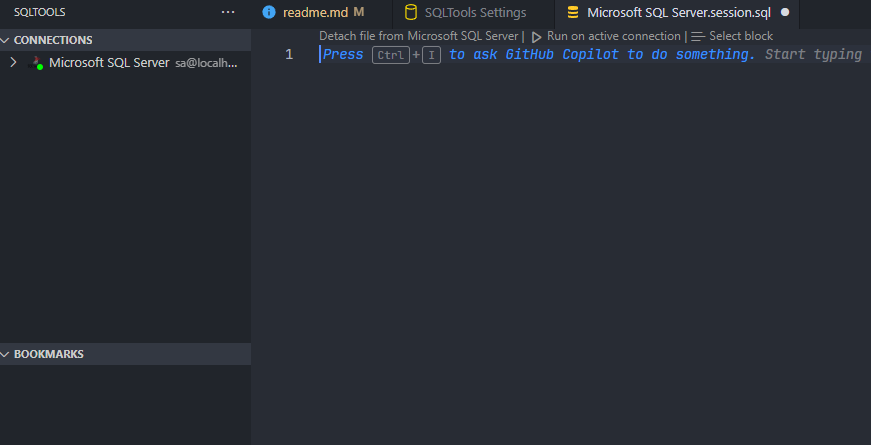 SQLTOOLS ···
readme.md M
SQLTools Settings
Microsoft SQL Server.session.sql
CONNECTIONS
Microsoft SQL Server sa@localh...
Detach file from Microsoft SQL Server | Run on active connection | Select block
1 Press Ctrl + I to ask GitHub Copilot to do something. Start typing
BOOKMARKS